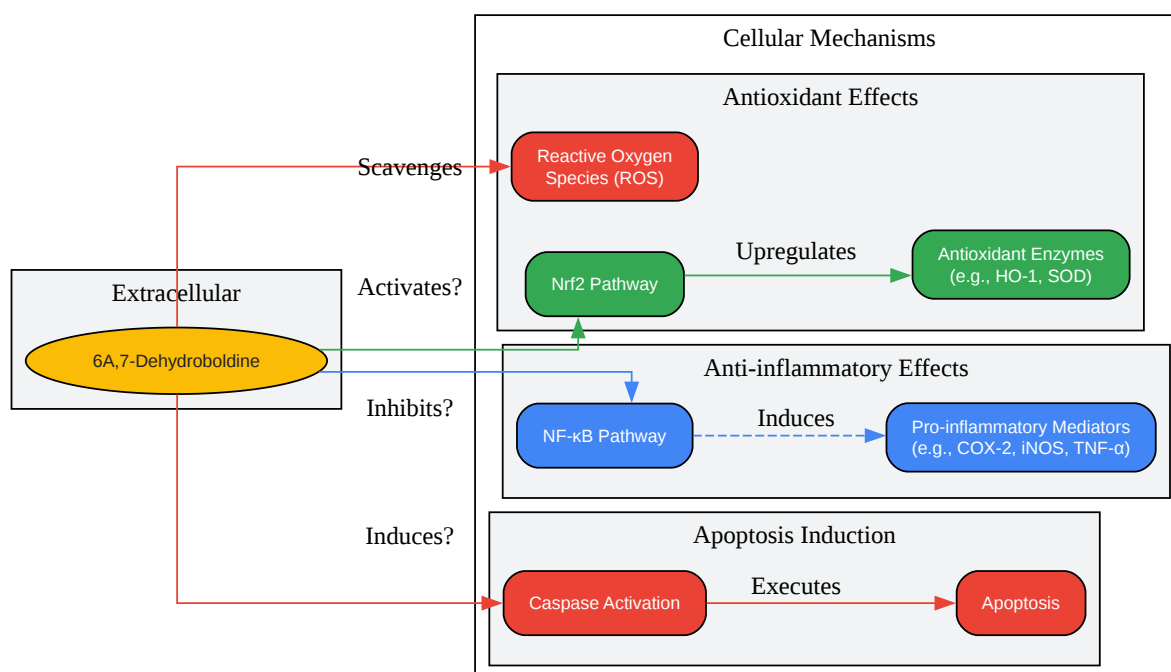 Cellular Mechanisms
Antioxidant Effects
Scavenges
Reactive Oxygen
Species (ROS)
Upregulates
Antioxidant Enzymes
(e.g., HO-1, SOD)
Activates?
Nrf2 Pathway
Extracellular
6A,7-Dehydroboldine
Anti-inflammatory Effects
Inhibits?
NF-κB Pathway
Induces
Pro-inflammatory Mediators
(e.g., COX-2, iNOS, TNF-α)
Induces?
Apoptosis Induction
Caspase Activation
Executes
Apoptosis